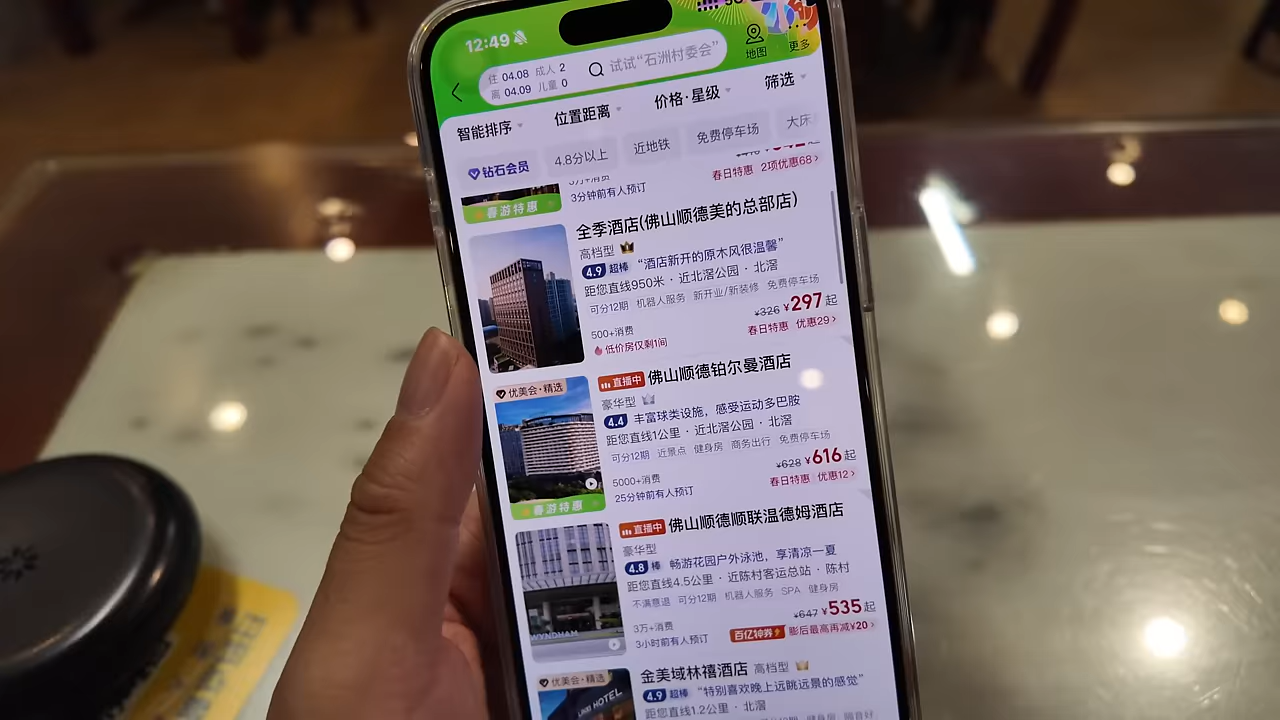 12:49
住 04.08 成人 2
离 04.09 儿童 0
试试“石洲村委会”
地图
更多
智能排序
位置距离
价格·星级
筛选
钻石会员
4.8分以上
近地铁
免费停车场
大床
春游特惠
3分钟前有人预订
春日特惠 2项优惠68>
全季酒店(佛山顺德美的总部店)
高档型
4.9 超棒 “酒店新开的原木风很温馨”
距您直线950米 · 近北滘公园 · 北滘
可分12期 机器人服务 新开业/新装修 免费停车场
¥326 ¥297起
500+消费
春日特惠 优惠29>
低价房仅剩1间
优美会·精选
直播中 佛山顺德铂尔曼酒店
豪华型
4.4 丰富球类设施，感受运动多巴胺
距您直线1公里 · 近北滘公园 · 北滘
可分12期 近景点 健身房 商务出行 免费停车场
¥628 ¥616起
5000+消费
春日特惠 优惠12>
25分钟前有人预订
春游特惠
直播中 佛山顺德顺联温德姆酒店
豪华型
4.8 棒 畅游花园户外泳池，享清凉一夏
距您直线4.5公里 · 近陈村客运总站 · 陈村
不满意退 可分12期 机器人服务 SPA 健身房
¥647 ¥535起
3万+消费
百亿钟券 膨后最高再减¥20>
3小时前有人预订
WYNDHAM
优美会·精选
金美域林禧酒店 高档型
4.9 超棒 “特别喜欢晚上远眺远景的感觉”
距您直线1.2公里 · 北滘
HOTEL